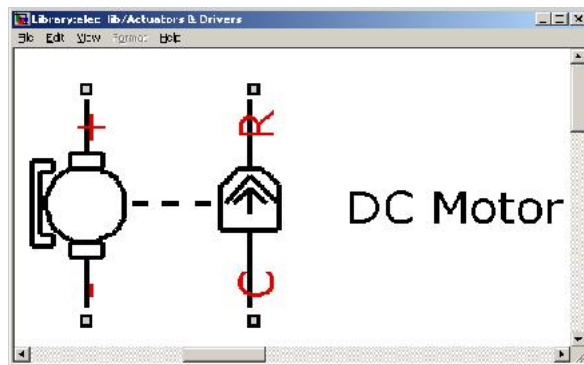 Library:elec_lib/Actuators & Drivers
File Edit View Format Help
+ R
DC Motor
- C